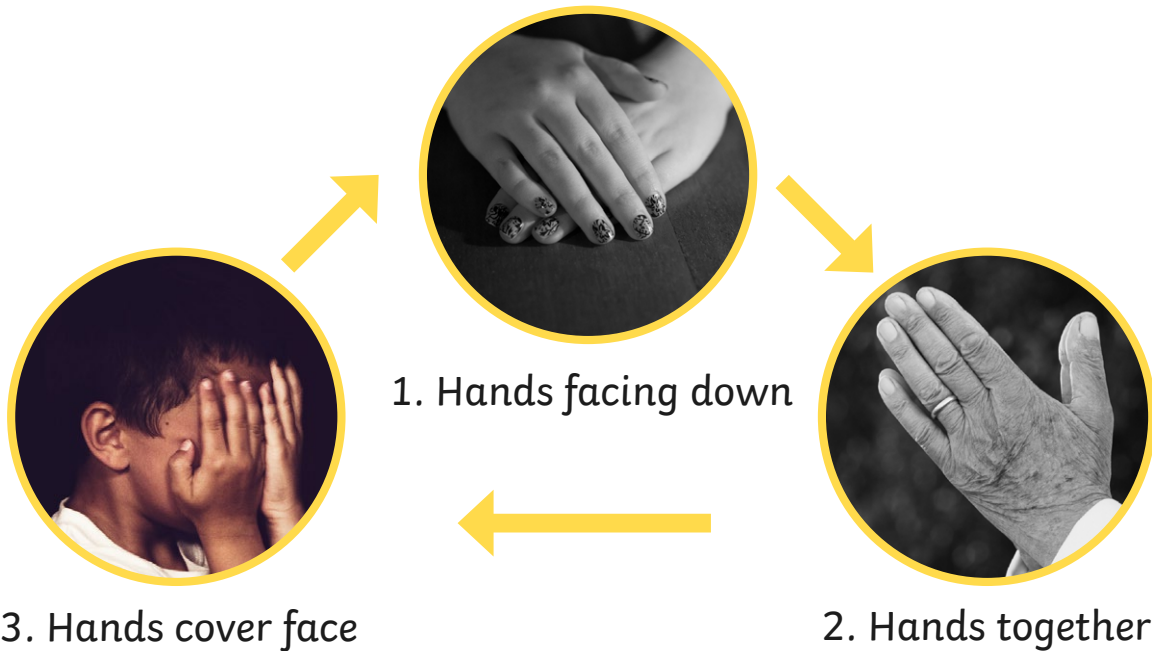 1. Hands facing down
2. Hands together
3. Hands cover face